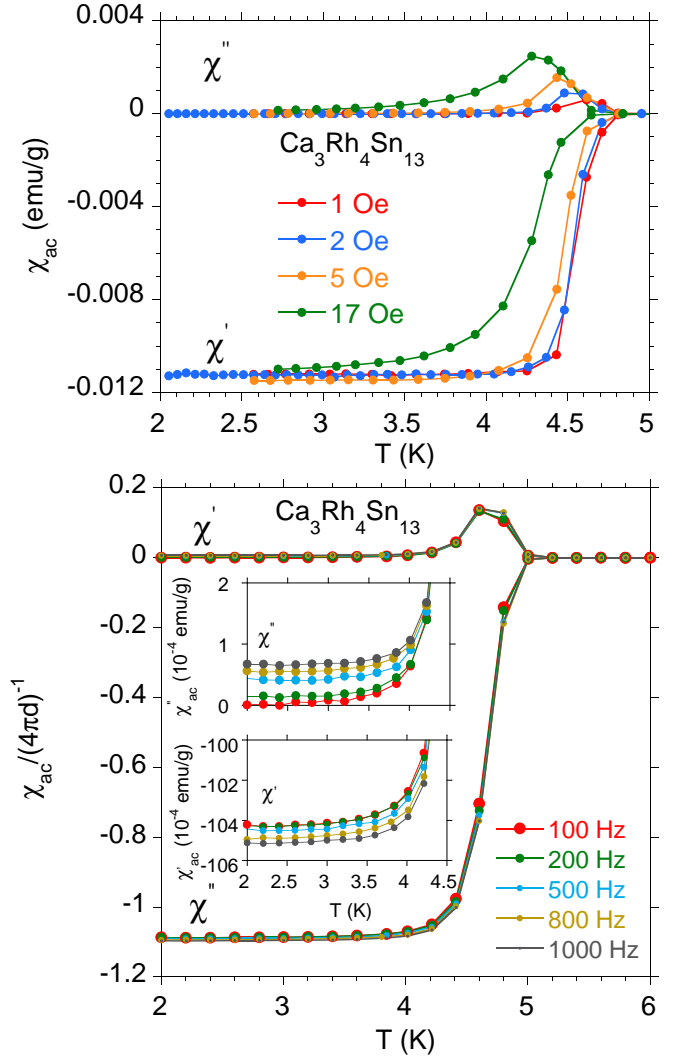 0.004
χ''
0
Ca3Rh4Sn13
-0.004
1 Oe
2 Oe
5 Oe
17 Oe
-0.008
χ'
-0.012
χac (emu/g)
2 2.5 3 3.5 4 4.5 5
T (K)
0.2
χ' Ca3Rh4Sn13
0
2
χ''
1
0
χ''ac (10-4 emu/g)
-0.2
-0.4
-100
-102
χ'
-104
-106
χ'ac (10-4 emu/g)
2 2.5 3 3.5 4 4.5
T (K)
-0.6
-0.8
-1
-1.2
χac/(4πd)-1
χ''
100 Hz
200 Hz
500 Hz
800 Hz
1000 Hz
2 3 4 5 6
T (K)